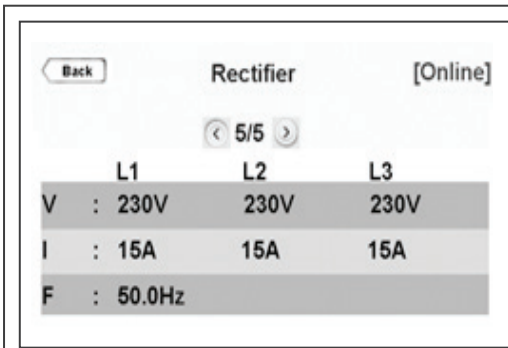 Back Rectifier [Online]
< 5/5 >
L1 L2 L3
V : 230V 230V 230V
I : 15A 15A 15A
F : 50.0Hz